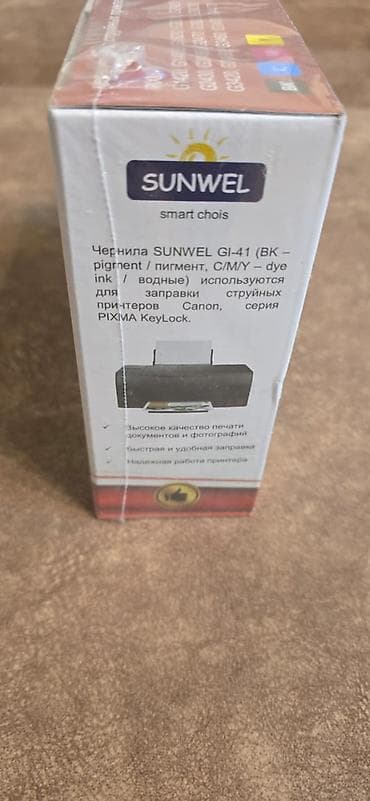 SUNWEL
smart chois
Чернила SUNWEL GI-41 (BK –
pigment / пигмент, C/M/Y – dye
ink / водные) используются
для заправки струйных
принтеров Canon, серия
PIXMA KeyLock.
Высокое качество печати
документов и фотографий
Быстрая и удобная заправка
Надежная работа принтера